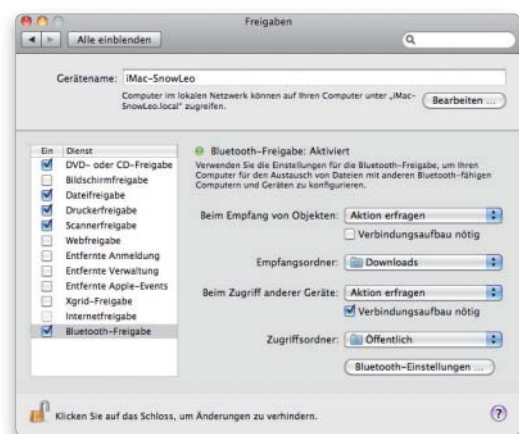 Freigaben
Alle einblenden
Gerätename: iMac-SnowLeo
Computer im lokalen Netzwerk können auf Ihren Computer unter „iMac-
SnowLeo.local“ zugreifen.
Bearbeiten ...
Ein Dienst
DVD- oder CD-Freigabe
Bildschirmfreigabe
Dateifreigabe
Druckerfreigabe
Scannerfreigabe
Webfreigabe
Entfernte Anmeldung
Entfernte Verwaltung
Entfernte Apple-Events
Xgrid-Freigabe
Internetfreigabe
Bluetooth-Freigabe
Bluetooth-Freigabe: Aktiviert
Verwenden Sie die Einstellungen für die Bluetooth-Freigabe, um Ihren
Computer für den Austausch von Dateien mit anderen Bluetooth-fähigen
Computern und Geräten zu konfigurieren.
Beim Empfang von Objekten: Aktion erfragen
Verbindungsaufbau nötig
Empfangsordner: Downloads
Beim Zugriff anderer Geräte: Aktion erfragen
Verbindungsaufbau nötig
Zugriffsordner: Öffentlich
Bluetooth-Einstellungen ...
Klicken Sie auf das Schloss, um Änderungen zu verhindern.
?